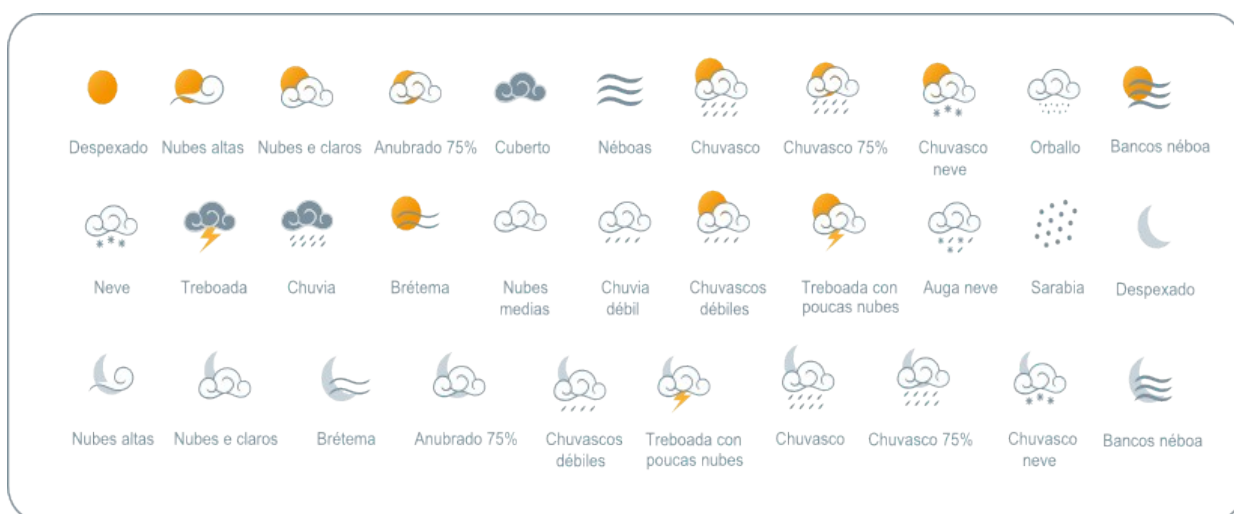 Despexado Nubes altas Nubes e claros Anubrado 75% Cuberto Néboas Chuvasco Chuvasco 75% Chuvasco neve Orballo Bancos néboa
Neve Treboada Chuvia Brétema Nubes medias Chuvia débil Chuvascos débiles Treboada con poucas nubes Auga neve Sarabia Despexado
Nubes altas Nubes e claros Brétema Anubrado 75% Chuvascos débiles Treboada con poucas nubes Chuvasco Chuvasco 75% Chuvasco neve Bancos néboa